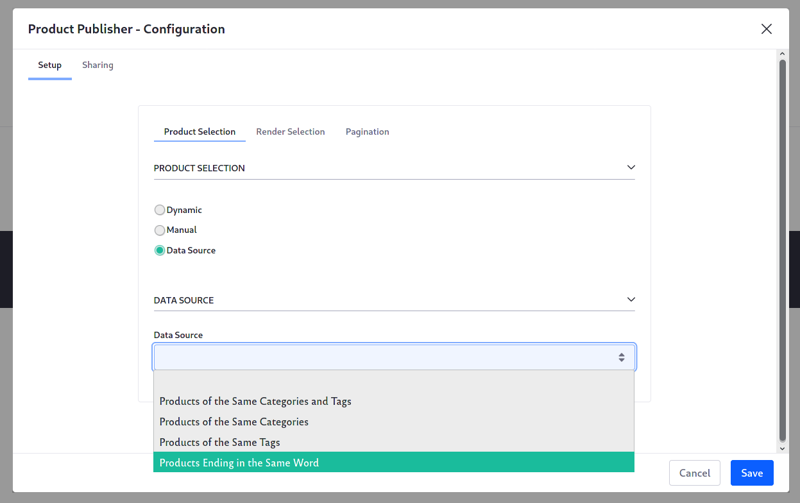 Product Publisher - Configuration
Setup Sharing
Product Selection Render Selection Pagination
PRODUCT SELECTION
Dynamic
Manual
Data Source
DATA SOURCE
Data Source
Products of the Same Categories and Tags
Products of the Same Categories
Products of the Same Tags
Products Ending in the Same Word
Cancel Save